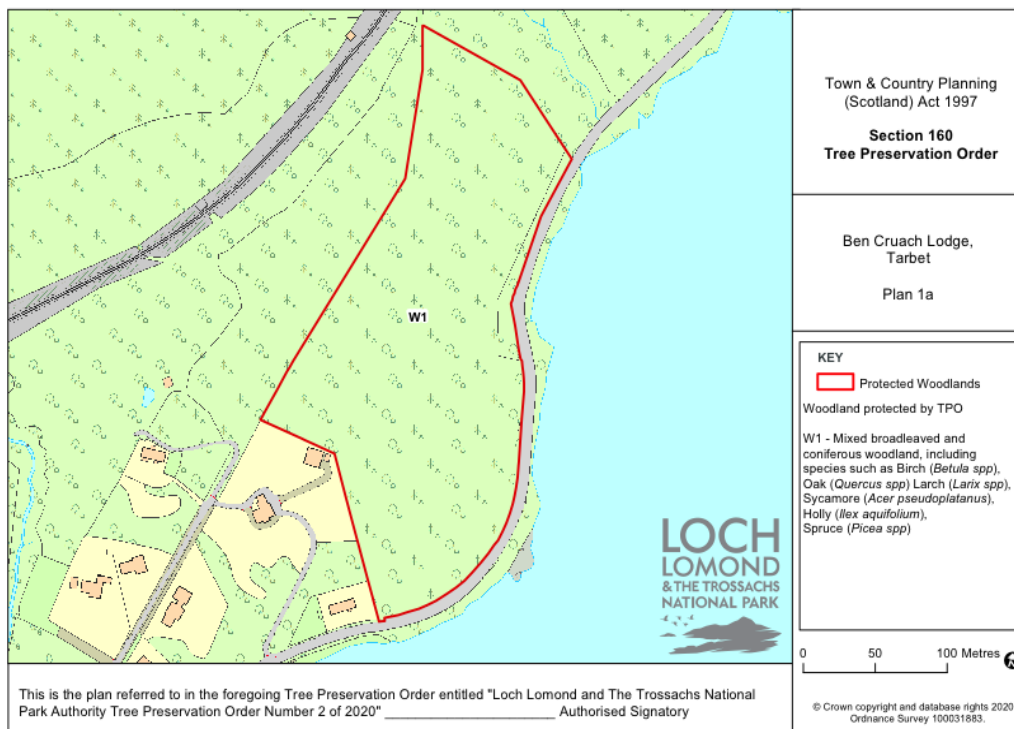 Town & Country Planning
(Scotland) Act 1997
Section 160
Tree Preservation Order
Ben Cruach Lodge,
Tarbet
Plan 1a
W1
KEY
Protected Woodlands
Woodland protected by TPO
W1 - Mixed broadleaved and
coniferous woodland, including
species such as Birch (Betula spp),
Oak (Quercus spp) Larch (Larix spp),
Sycamore (Acer pseudoplatanus),
Holly (Ilex aquifolium),
Spruce (Picea spp)
LOCH
LOMOND
& THE TROSSACHS
NATIONAL PARK
0 50 100 Metres
This is the plan referred to in the foregoing Tree Preservation Order entitled "Loch Lomond and The Trossachs National
Park Authority Tree Preservation Order Number 2 of 2020" ________________________ Authorised Signatory
© Crown copyright and database rights 2020
Ordnance Survey 100031883.